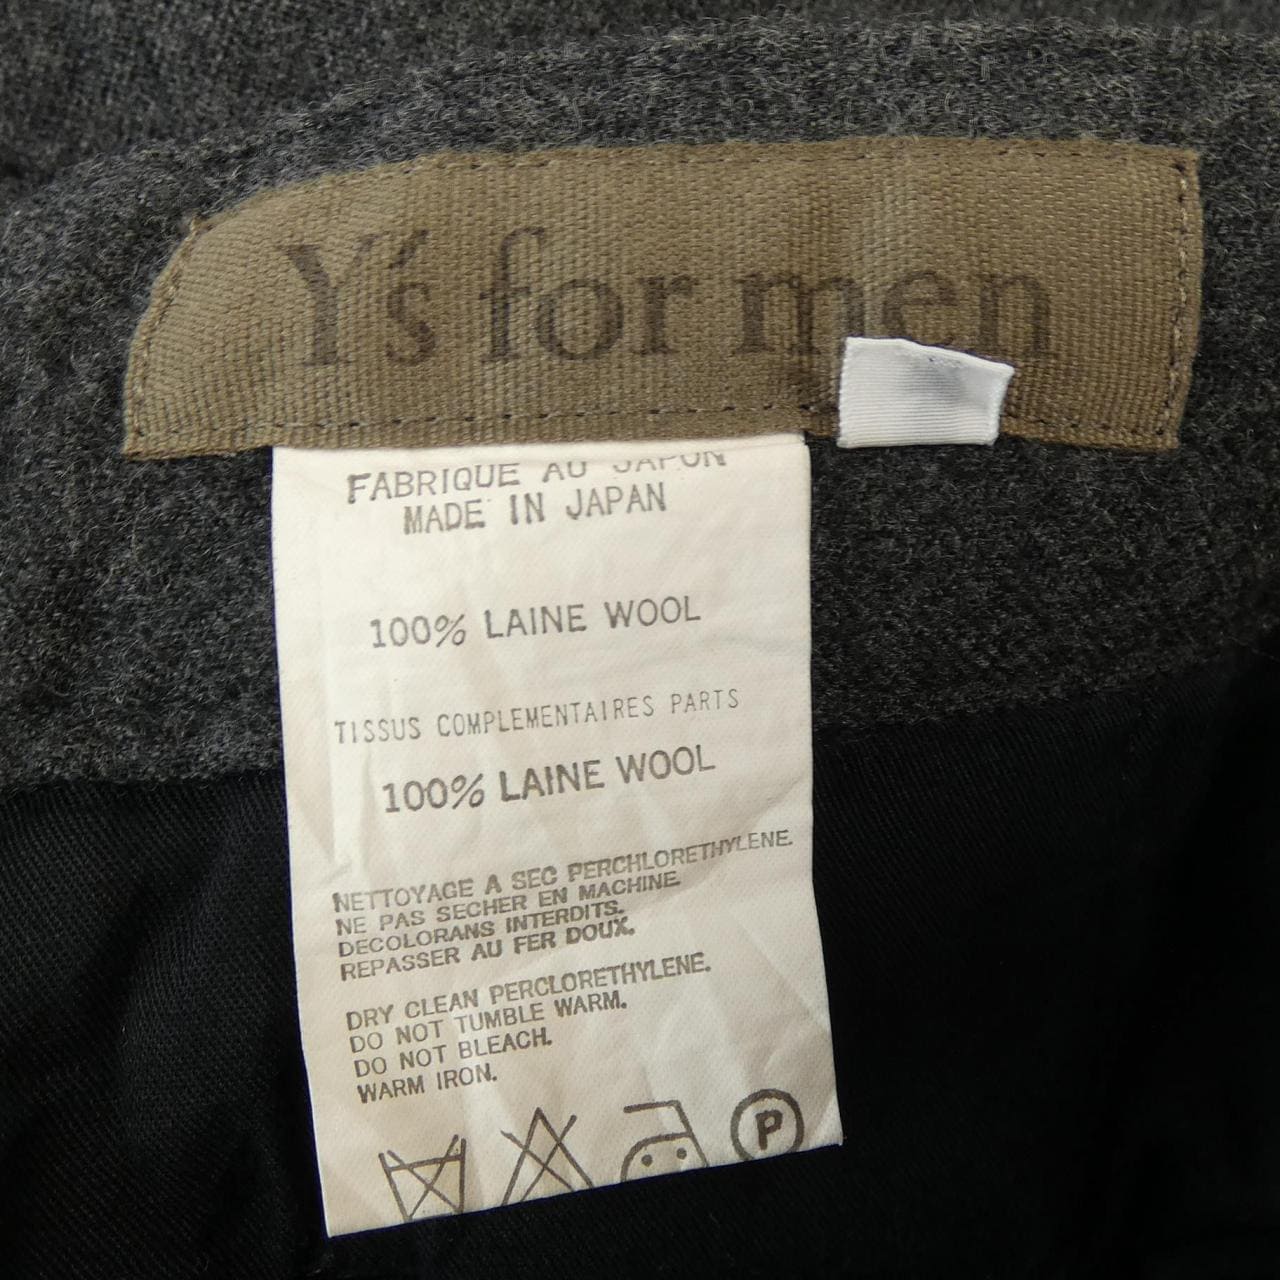 Y's for men
FABRIQUE AU JAPON
MADE IN JAPAN
100% LAINE WOOL
TISSUS COMPLEMENTAIRES PARTS
100% LAINE WOOL
NETTOYAGE A SEC PERCHLORETHYLENE.
NE PAS SECHER EN MACHINE.
DECOLORANS INTERDITS.
REPASSER AU FER DOUX.
DRY CLEAN PERCLORETHYLENE.
DO NOT TUMBLE WARM.
DO NOT BLEACH.
WARM IRON.
P